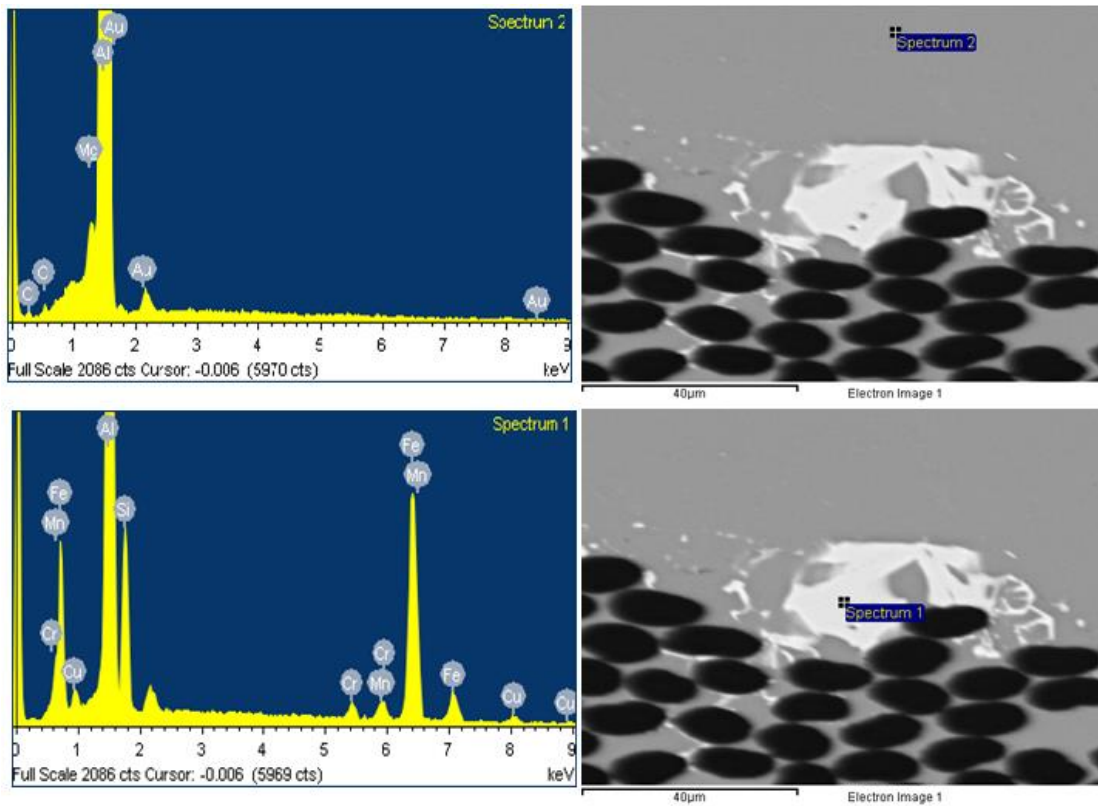 Spectrum 2
Au
Al
Mg
C
C
Au
Au
0 1 2 3 4 5 6 7 8 9
Full Scale 2086 cts Cursor: -0.006 (5970 cts) keV
Spectrum 2
40µm Electron Image 1
Spectrum 1
Al
Fe
Fe
Mn
Mn
Si
Cr
Cu
Cr
Cr
Mn
Fe
Cu
Cu
0 1 2 3 4 5 6 7 8 9
Full Scale 2086 cts Cursor: -0.006 (5969 cts) keV
Spectrum 1
40µm Electron Image 1